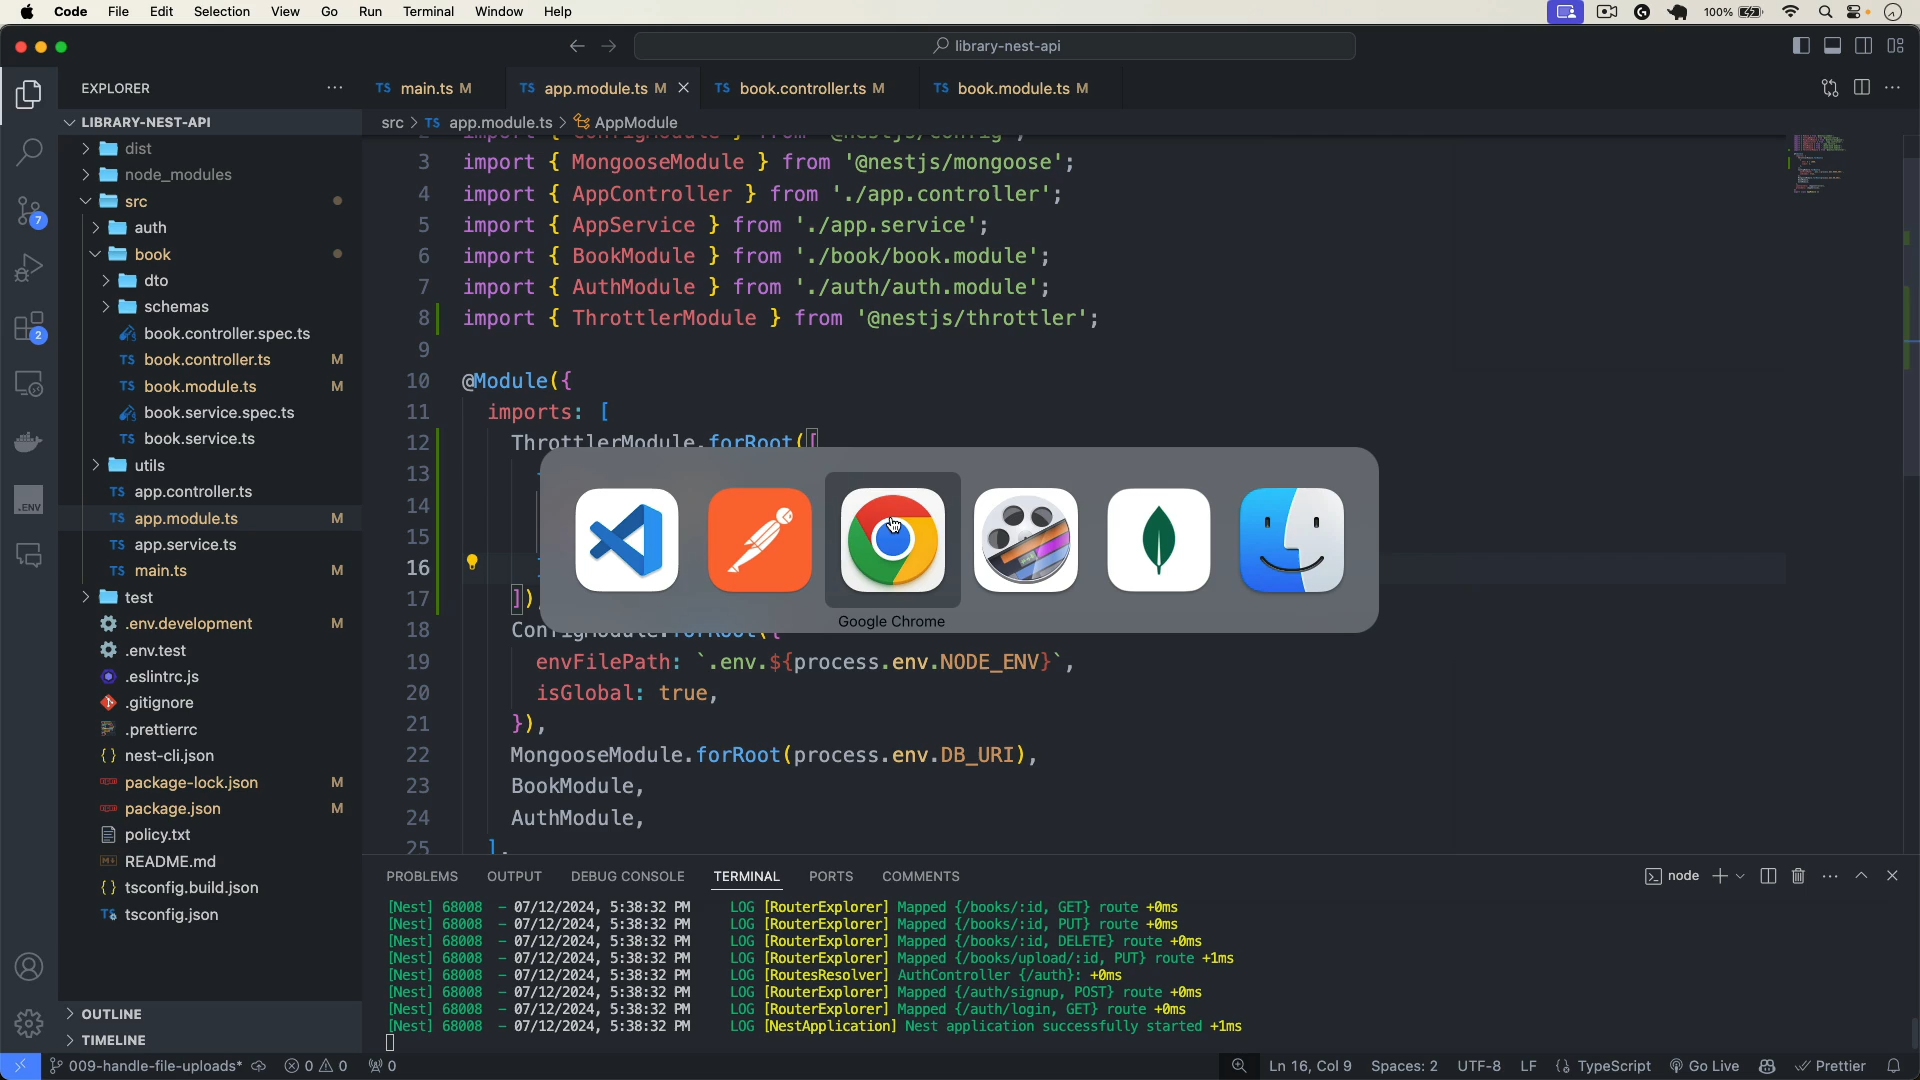 Code File Edit Selection View Go Run Terminal Window Help
100%
library-nest-api
EXPLORER
TS main.ts M
TS app.module.ts M
TS book.controller.ts M
TS book.module.ts M
LIBRARY-NEST-API
src > TS app.module.ts > AppModule
dist
node_modules
src
auth
book
dto
schemas
book.controller.spec.ts
TS book.controller.ts M
TS book.module.ts M
book.service.spec.ts
TS book.service.ts
utils
TS app.controller.ts
TS app.module.ts M
TS app.service.ts
TS main.ts M
test
.env.development M
.env.test
.eslintrc.js
.gitignore
.prettierrc
{} nest-cli.json
package-lock.json M
package.json M
policy.txt
README.md
{} tsconfig.build.json
tsconfig.json
OUTLINE
TIMELINE
7
2
.ENV
3 import { MongooseModule } from '@nestjs/mongoose';
4 import { AppController } from './app.controller';
5 import { AppService } from './app.service';
6 import { BookModule } from './book/book.module';
7 import { AuthModule } from './auth/auth.module';
8 import { ThrottlerModule } from '@nestjs/throttler';
9
10 @Module({
11 imports: [
12 ThrottlerModule.forRoot([
13
14
15
16
17 ])
18 ConfigModule.forRoot({
19 envFilePath: `.env.${process.env.NODE_ENV}`,
20 isGlobal: true,
21 }),
22 MongooseModule.forRoot(process.env.DB_URI),
23 BookModule,
24 AuthModule,
25 ],
Google Chrome
PROBLEMS OUTPUT DEBUG CONSOLE TERMINAL PORTS COMMENTS
node
[Nest] 68008 - 07/12/2024, 5:38:32 PM LOG [RouterExplorer] Mapped {/books/:id, GET} route +0ms
[Nest] 68008 - 07/12/2024, 5:38:32 PM LOG [RouterExplorer] Mapped {/books/:id, PUT} route +0ms
[Nest] 68008 - 07/12/2024, 5:38:32 PM LOG [RouterExplorer] Mapped {/books/:id, DELETE} route +0ms
[Nest] 68008 - 07/12/2024, 5:38:32 PM LOG [RouterExplorer] Mapped {/books/upload/:id, PUT} route +1ms
[Nest] 68008 - 07/12/2024, 5:38:32 PM LOG [RoutesResolver] AuthController {/auth}: +0ms
[Nest] 68008 - 07/12/2024, 5:38:32 PM LOG [RouterExplorer] Mapped {/auth/signup, POST} route +0ms
[Nest] 68008 - 07/12/2024, 5:38:32 PM LOG [RouterExplorer] Mapped {/auth/login, GET} route +0ms
[Nest] 68008 - 07/12/2024, 5:38:32 PM LOG [NestApplication] Nest application successfully started +1ms
009-handle-file-uploads* 0 0 0
Ln 16, Col 9 Spaces: 2 UTF-8 LF {} TypeScript Go Live Prettier